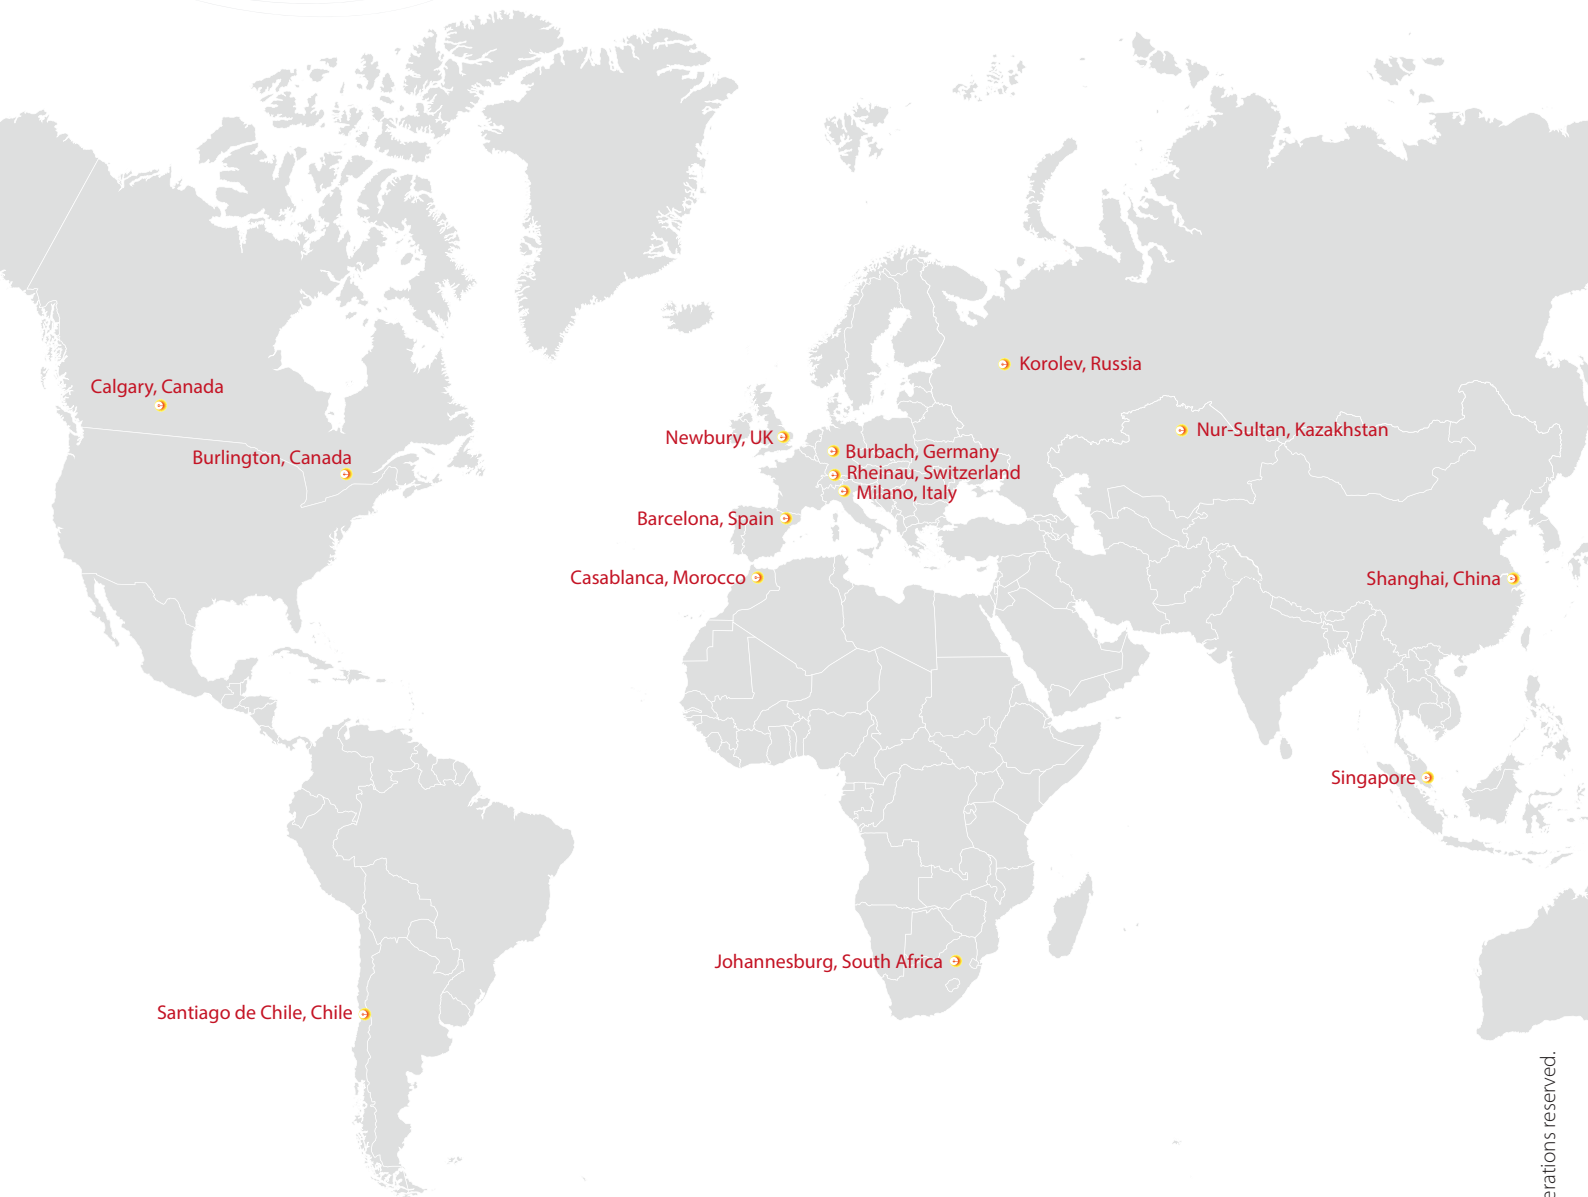 Korolev, Russia
Calgary, Canada
Nur-Sultan, Kazakhstan
Newbury, UK
Burbach, Germany
Burlington, Canada
Rheinau, Switzerland
Milano, Italy
Barcelona, Spain
Casablanca, Morocco
Shanghai, China
Singapore
Johannesburg, South Africa
Santiago de Chile, Chile
reserved.